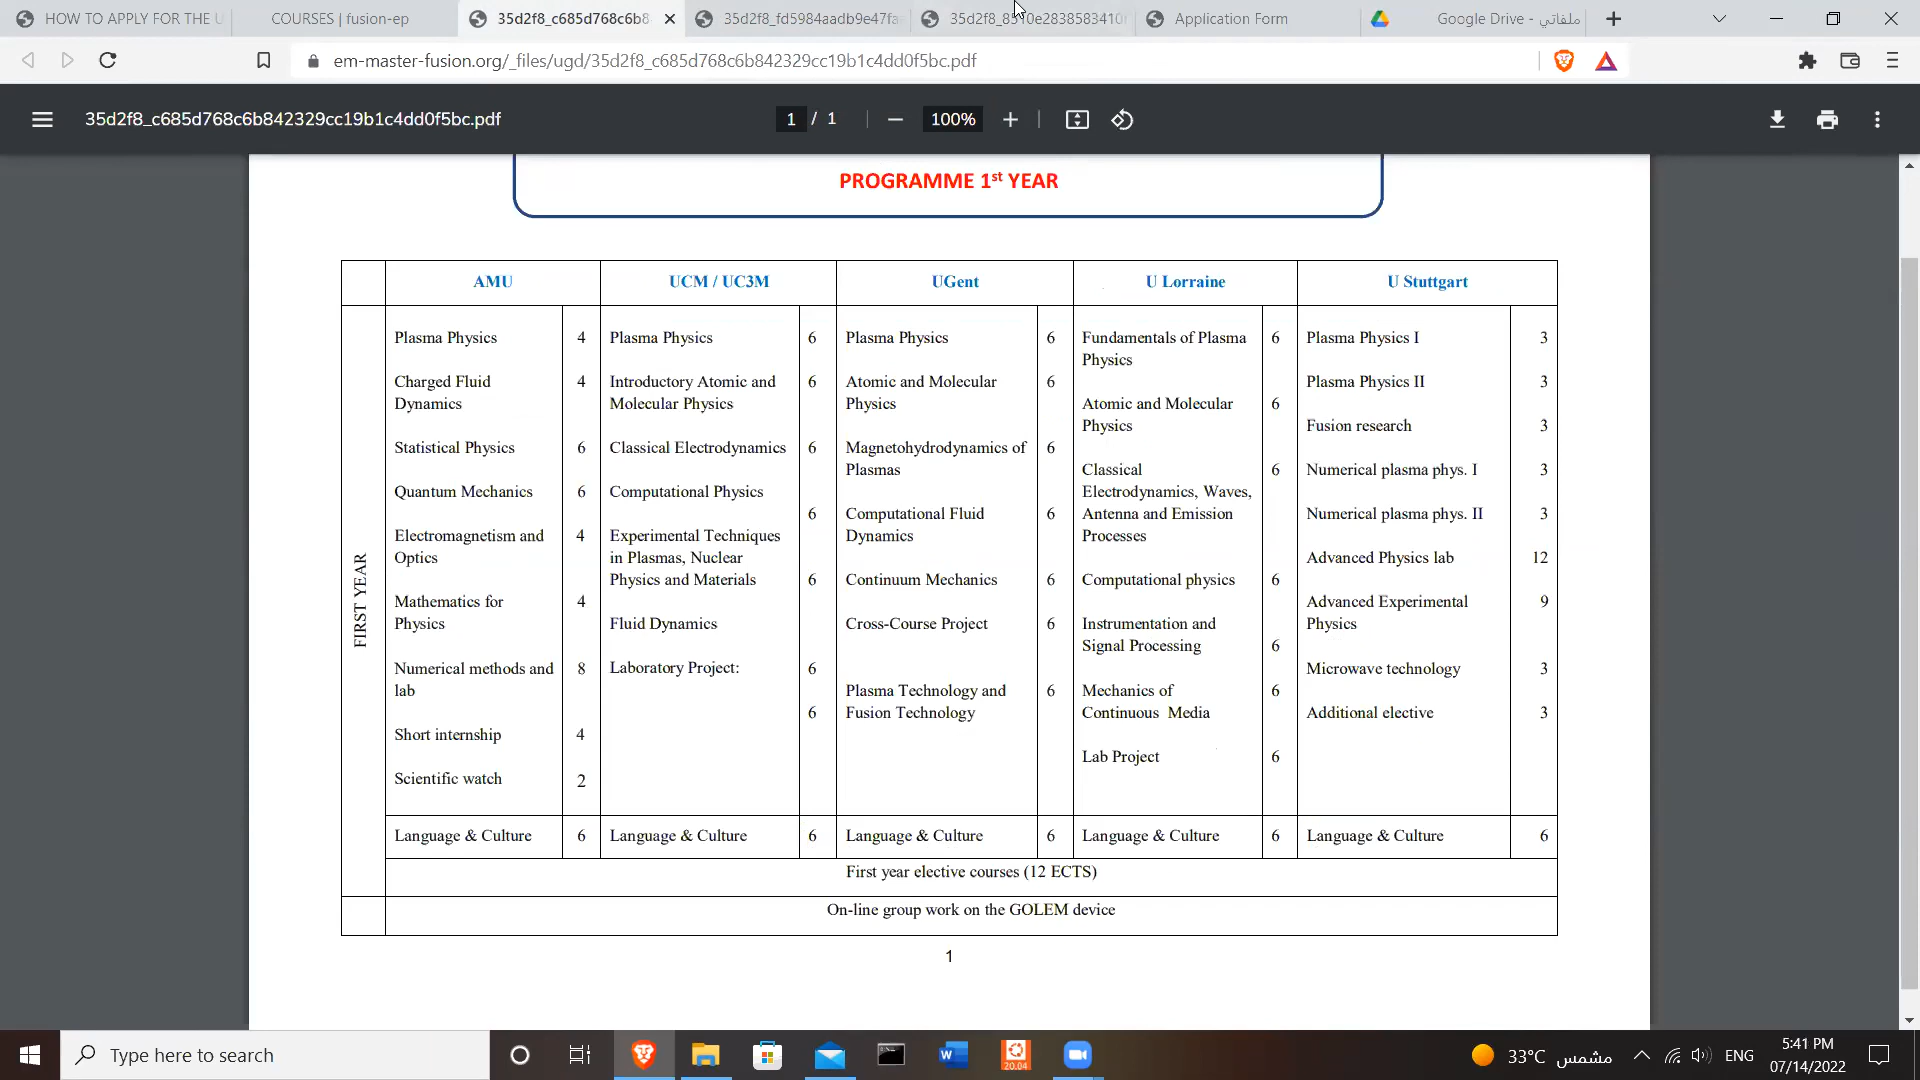 HOW TO APPLY FOR THE U
COURSES | fusion-ep
35d2f8_c685d768c6b8
35d2f8_fd5984aadb9e47fa
Application Form
Google Drive - ملفاتي
em-master-fusion.org/_files/ugd/35d2f8_c685d768c6b842329cc19b1c4dd0f5bc.pdf
35d2f8_c685d768c6b842329cc19b1c4dd0f5bc.pdf
1 / 1
100%
PROGRAMME 1st YEAR
AMU
UCM / UC3M
UGent
U Lorraine
U Stuttgart
FIRST YEAR
Plasma Physics 4
Charged Fluid
Dynamics 4
Statistical Physics 6
Quantum Mechanics 6
Electromagnetism and
Optics 4
Mathematics for
Physics 4
Numerical methods and
lab 8
Short internship 4
Scientific watch 2
Plasma Physics 6
Introductory Atomic and
Molecular Physics 6
Classical Electrodynamics 6
Computational Physics
6
Experimental Techniques
in Plasmas, Nuclear
Physics and Materials 6
Fluid Dynamics
Laboratory Project: 6
6
Plasma Physics 6
Atomic and Molecular
Physics 6
Magnetohydrodynamics of
Plasmas 6
Computational Fluid
Dynamics 6
Continuum Mechanics 6
Cross-Course Project 6
Plasma Technology and
Fusion Technology 6
Fundamentals of Plasma
Physics 6
Atomic and Molecular
Physics 6
Classical
Electrodynamics, Waves,
Antenna and Emission
Processes 6
Computational physics 6
Instrumentation and
Signal Processing 6
Mechanics of
Continuous Media 6
Lab Project 6
Plasma Physics I 3
Plasma Physics II 3
Fusion research 3
Numerical plasma phys. I 3
Numerical plasma phys. II 3
Advanced Physics lab 12
Advanced Experimental
Physics 9
Microwave technology 3
Additional elective 3
Language & Culture 6
Language & Culture 6
Language & Culture 6
Language & Culture 6
Language & Culture 6
First year elective courses (12 ECTS)
On-line group work on the GOLEM device
1
Type here to search
20.04
33°C مشمس
ENG
5:41 PM
07/14/2022